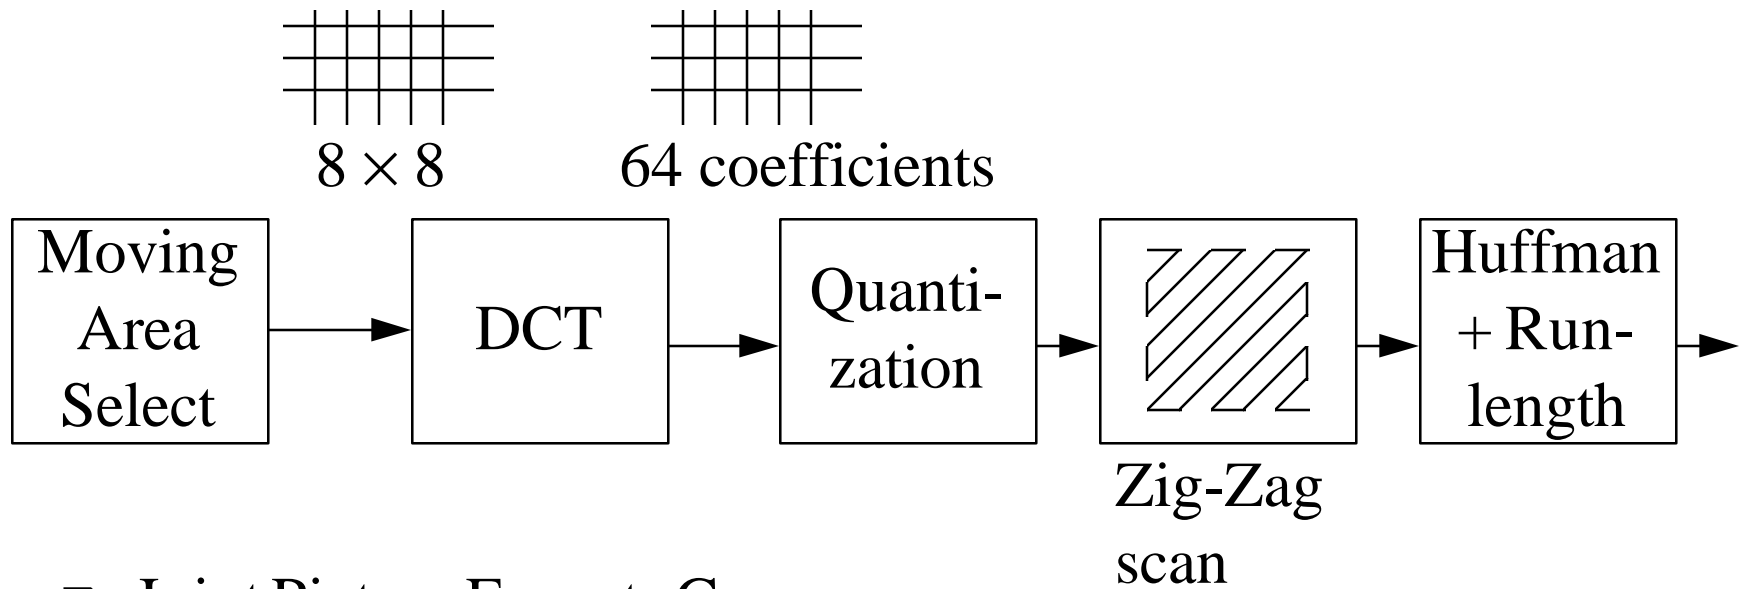 8 × 8
64 coefficients
Moving
Area
Select
DCT
Quanti-
zation
Huffman
+ Run-
length
Zig-Zag
scan